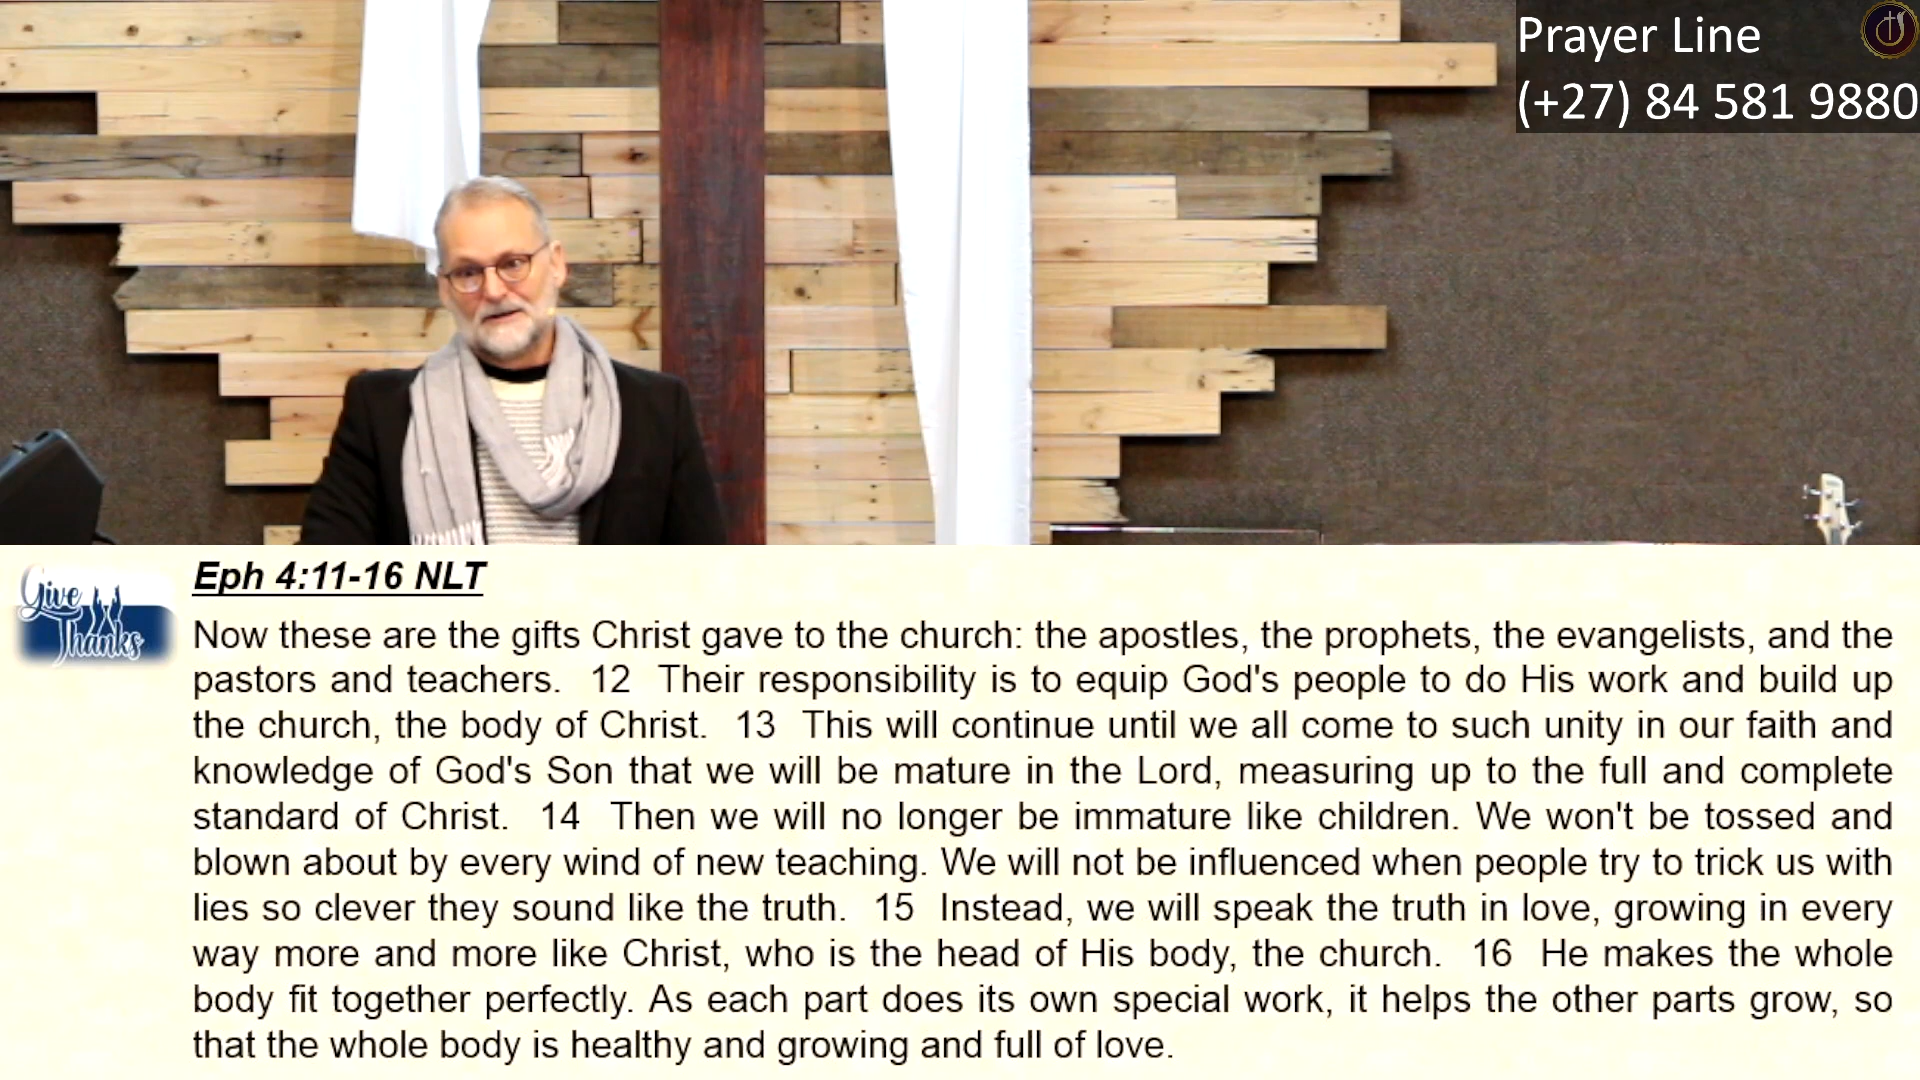 Prayer Line
(+27) 84 581 9880
Give
Thanks
Eph 4:11-16 NLT
Now these are the gifts Christ gave to the church: the apostles, the prophets, the evangelists, and the
pastors and teachers. 12 Their responsibility is to equip God's people to do His work and build up
the church, the body of Christ. 13 This will continue until we all come to such unity in our faith and
knowledge of God's Son that we will be mature in the Lord, measuring up to the full and complete
standard of Christ. 14 Then we will no longer be immature like children. We won't be tossed and
blown about by every wind of new teaching. We will not be influenced when people try to trick us with
lies so clever they sound like the truth. 15 Instead, we will speak the truth in love, growing in every
way more and more like Christ, who is the head of His body, the church. 16 He makes the whole
body fit together perfectly. As each part does its own special work, it helps the other parts grow, so
that the whole body is healthy and growing and full of love.